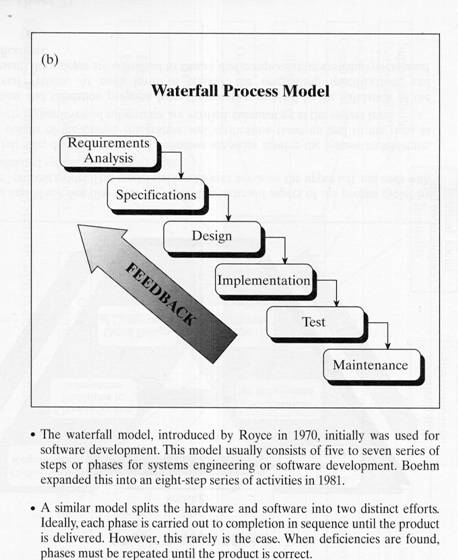 (b)
Waterfall Process Model
Requirements
Analysis
Specifications
Design
Implementation
Test
Maintenance
FEEDBACK
• The waterfall model, introduced by Royce in 1970, initially was used for
software development. This model usually consists of five to seven series of
steps or phases for systems engineering or software development. Boehm
expanded this into an eight-step series of activities in 1981.
• A similar model splits the hardware and software into two distinct efforts.
Ideally, each phase is carried out to completion in sequence until the product
is delivered. However, this rarely is the case. When deficiencies are found,
phases must be repeated until the product is correct.